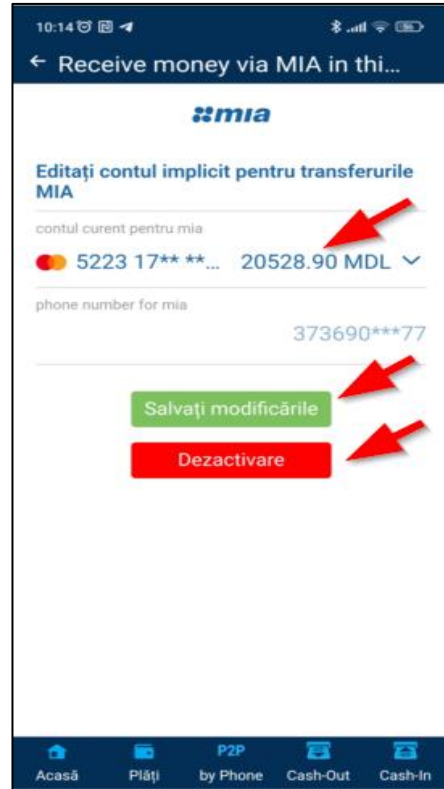 10:14
← Receive money via MIA in thi...
mia
Editați contul implicit pentru transferurile
MIA
contul curent pentru mia
5223 17** **... 20528.90 MDL
phone number for mia
373690***77
Salvați modificările
Dezactivare
P2P
Acasă Plăți by Phone Cash-Out Cash-In